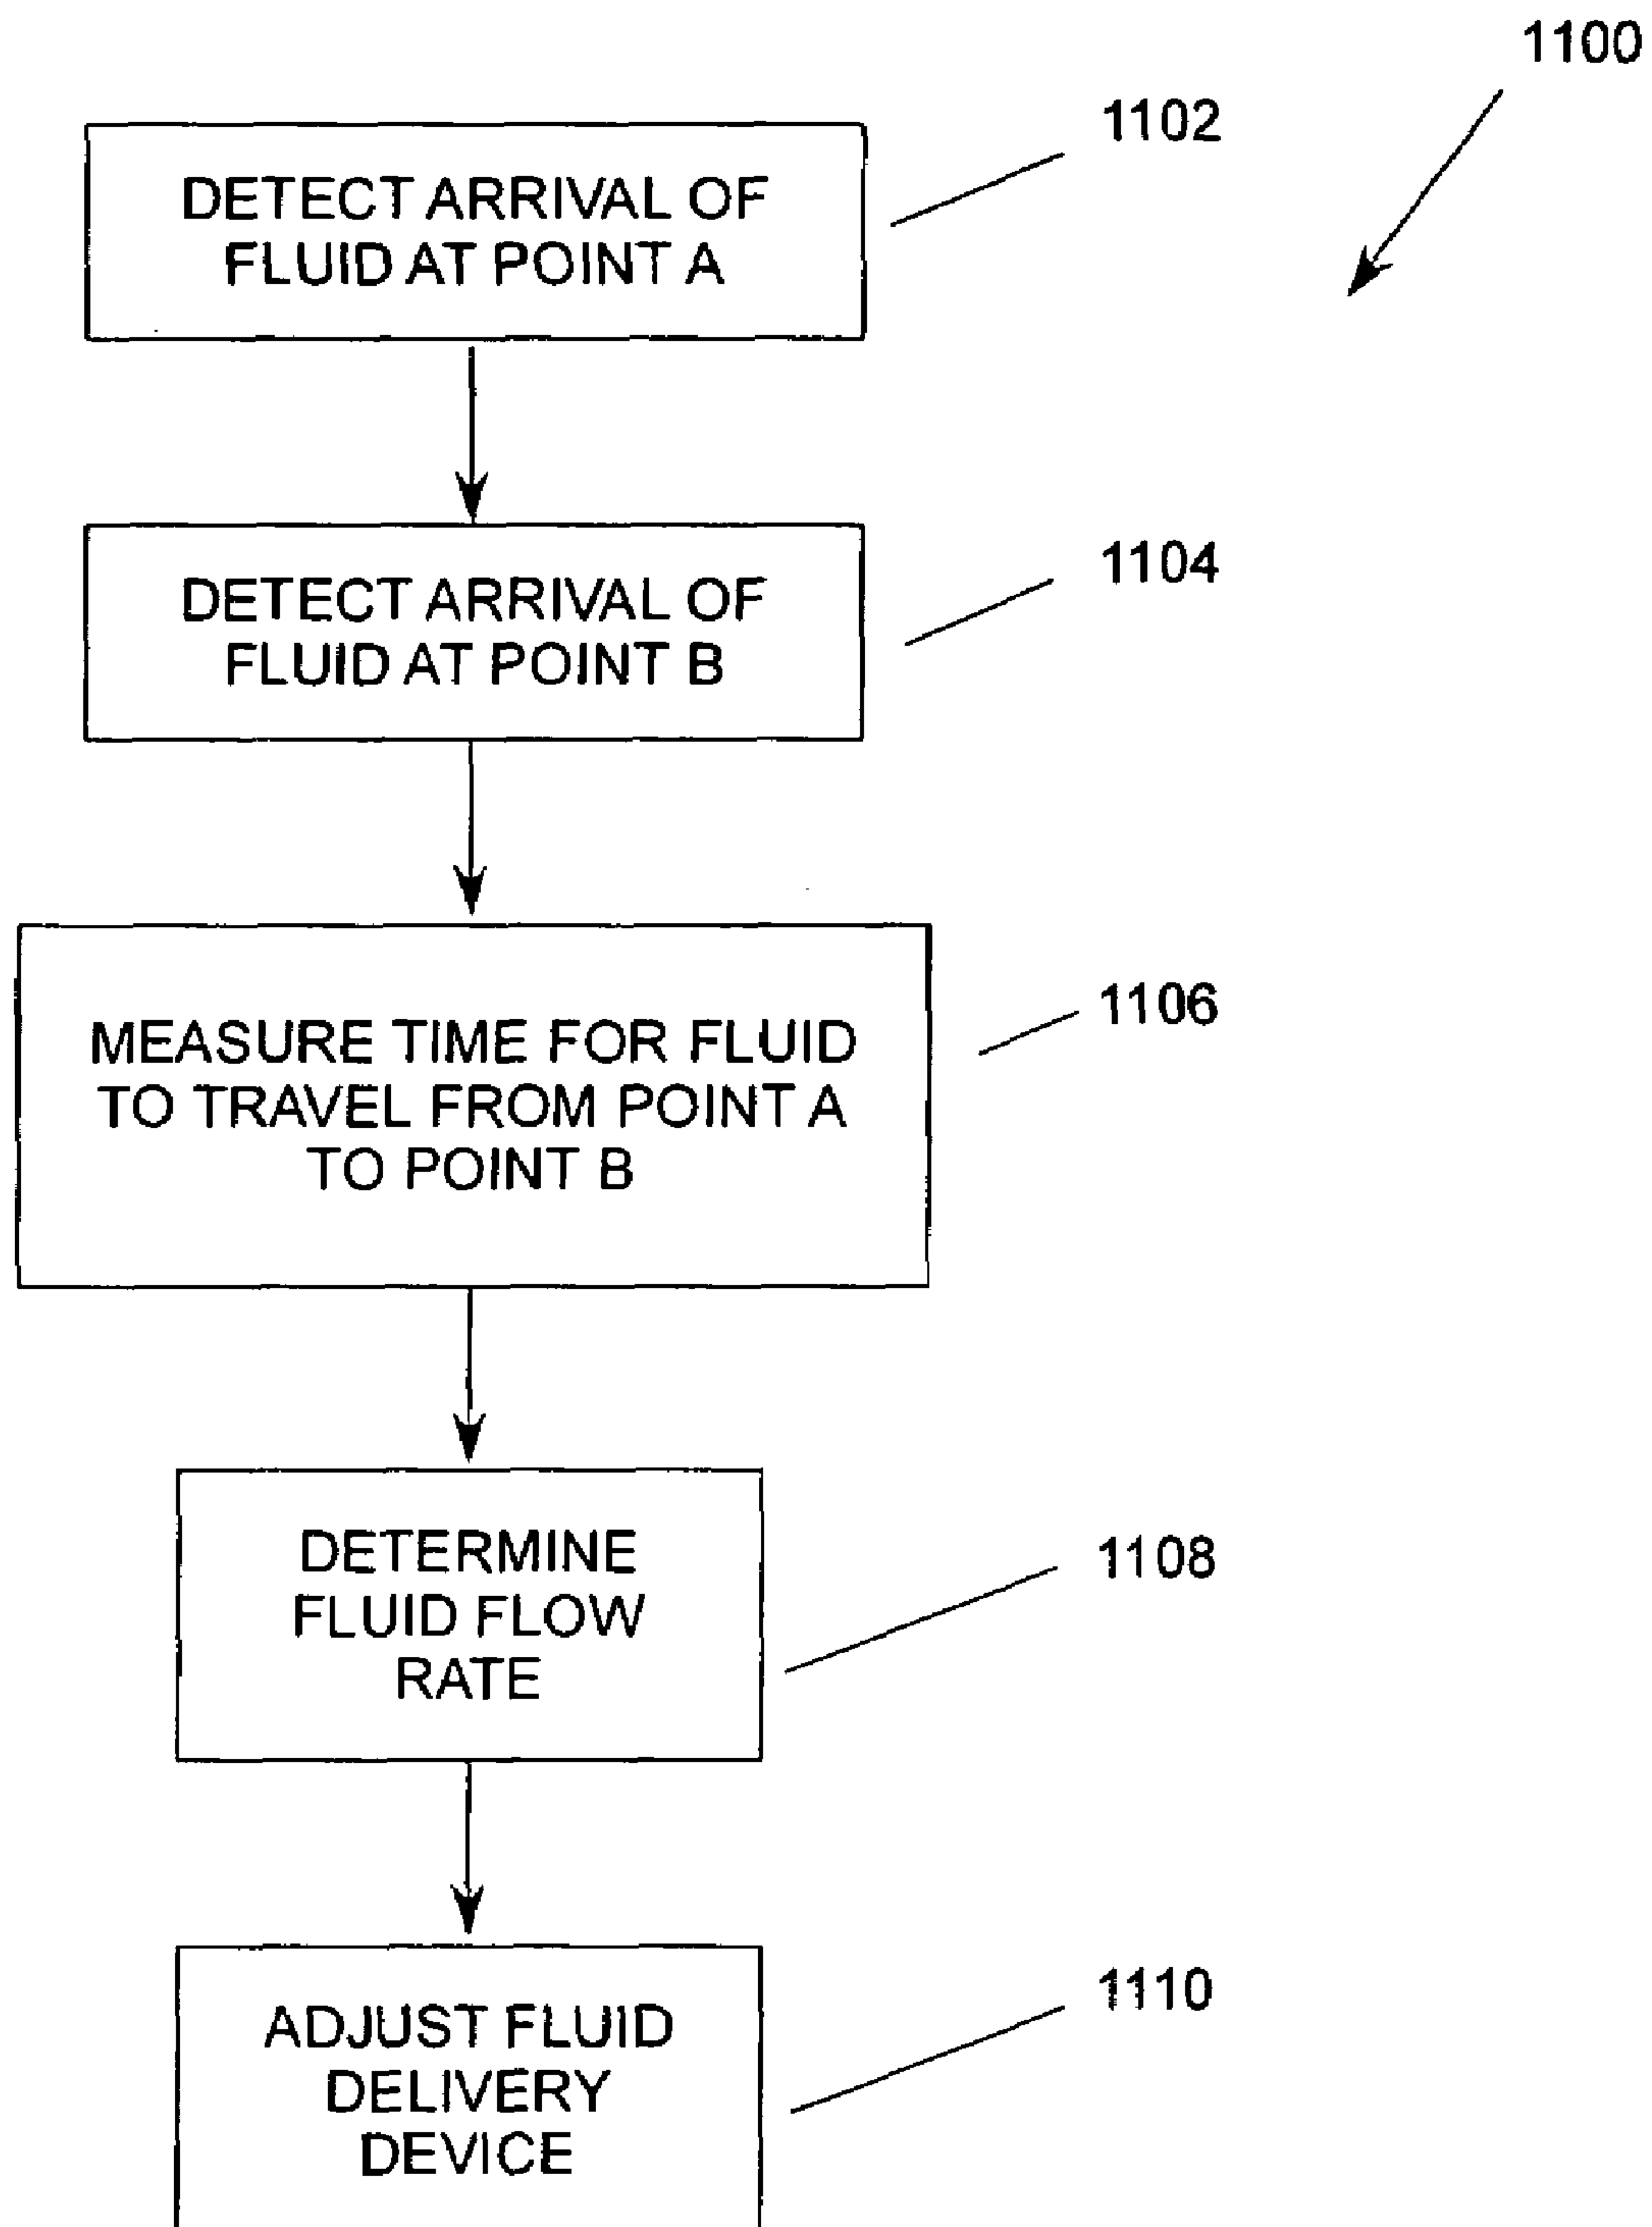 1100
1102
DETECT ARRIVAL OF
FLUID AT POINT A
1104
DETECT ARRIVAL OF
FLUID AT POINT B
1106
MEASURE TIME FOR FLUID
TO TRAVEL FROM POINT A
TO POINT B
1108
DETERMINE
FLUID FLOW
RATE
1110
ADJUST FLUID
DELIVERY
DEVICE